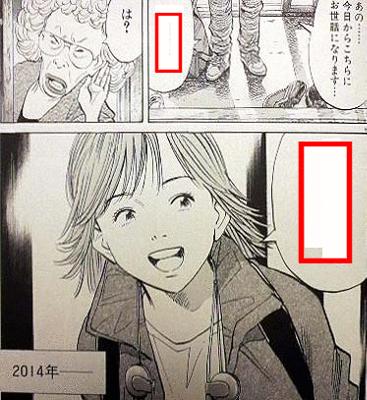 あの……
今日からこちらに
お世話になります…
は？
2014年——